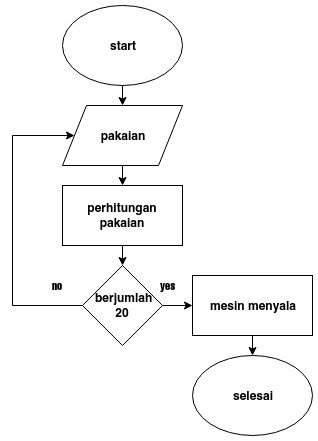 start
pakaian
perhitungan
pakaian
no
berjumlah
20
yes
mesin menyala
selesai